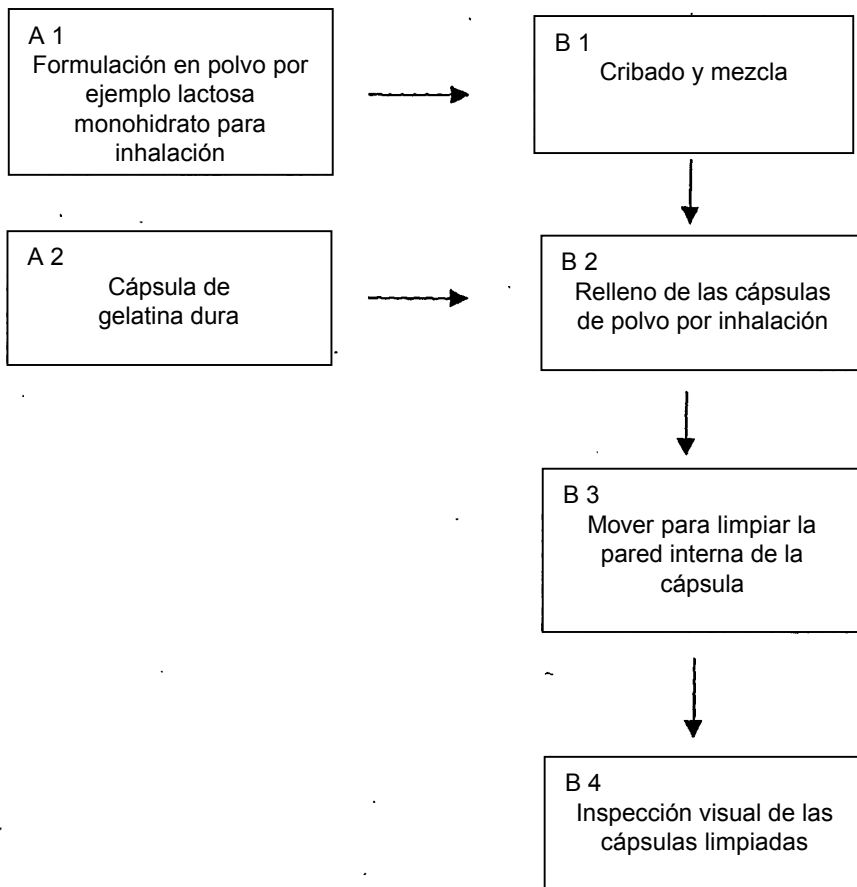 A 1
Formulación en polvo por
ejemplo lactosa
monohidrato para
inhalación
B 1
Cribado y mezcla
A 2
Cápsula de
gelatina dura
B 2
Relleno de las cápsulas
de polvo por inhalación
B 3
Mover para limpiar la
pared interna de la
cápsula
B 4
Inspección visual de las
cápsulas limpiadas